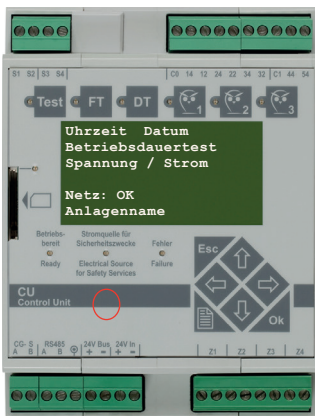 S1 S2 S3 S4
C0 14 12 24 22 34 32 C1 44 54
Test
FT
DT
1
2
3
Uhrzeit Datum
Betriebsdauertest
Spannung / Strom
Netz: OK
Anlagenname
Betriebs-
bereit
Ready
Stromquelle für
Sicherheitszwecke
Electrical Source
for Safety Services
Fehler
Failure
Esc
Ok
CU
Control Unit
CG- S RS485 24V Bus 24V In
A B A B + − + −
Z1 Z2 Z3 Z4